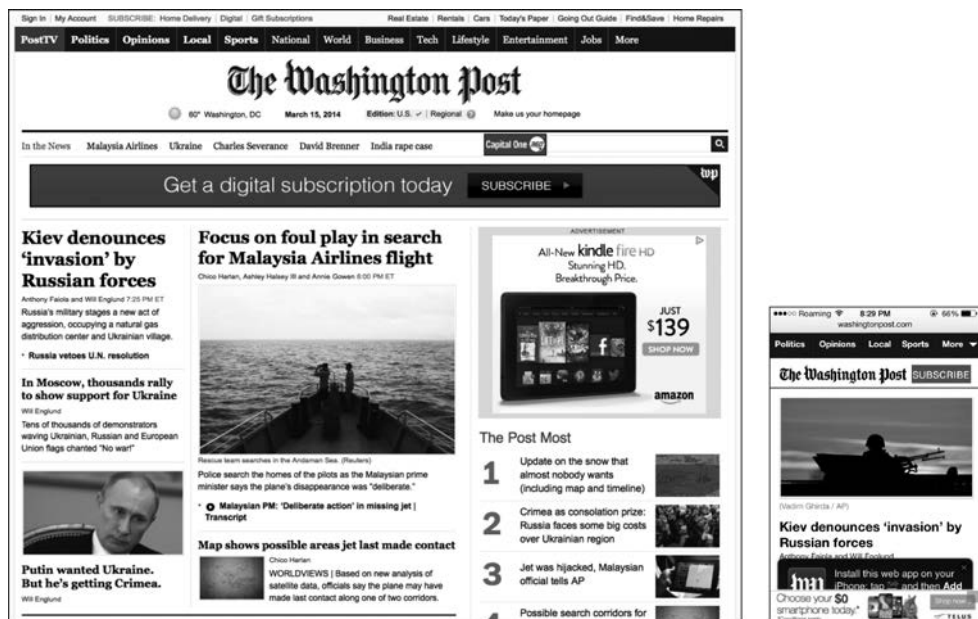 Sign In My Account SUBSCRIBE: Home Delivery Digital Gift Subscriptions Real Estate Rentals Cars Today's Paper Going Out Guide Find&Save Home Repairs
PostTV Politics Opinions Local Sports National World Business Tech Lifestyle Entertainment Jobs More
The Washington Post
80° Washington, DC March 15, 2014 Edition: U.S. Regional Make us your homepage
In the News Malaysia Airlines Ukraine Charles Severance David Brenner India rape case
Capital One
Get a digital subscription today SUBSCRIBE
wp
Kiev denounces
'invasion' by
Russian forces
Anthony Faiola and Will Englund 7:25 PM ET
Russia's military stages a new act of
aggression, occupying a natural gas
distribution center and Ukrainian village.
• Russia vetoes U.N. resolution
In Moscow, thousands rally
to show support for Ukraine
Will Englund
Tens of thousands of demonstrators
waving Ukrainian, Russian and European
Union flags chanted "No war!"
Putin wanted Ukraine.
But he's getting Crimea.
Will Englund
Focus on foul play in search
for Malaysia Airlines flight
Chico Harlan, Ashley Halsey III and Annie Gowen 6:00 PM ET
Rescue team searches in the Andaman Sea. (Reuters)
Police search the homes of the pilots as the Malaysian prime
minister says the plane's disappearance was "deliberate."
• Malaysian PM: 'Deliberate action' in missing jet |
Transcript
Map shows possible areas jet last made contact
Chico Harlan
WORLDVIEWS | Based on new analysis of
satellite data, officials say the plane may have
made last contact along one of two corridors.
ADVERTISEMENT
All-New kindle fire HD
Stunning HD.
Breakthrough Price.
JUST
$139
SHOP NOW
amazon
The Post Most
1 Update on the snow that
almost nobody wants
(including map and timeline)
2 Crimea as consolation prize:
Russia faces some big costs
over Ukrainian region
3 Jet was hijacked, Malaysian
official tells AP
Possible search corridors for
Roaming 8:29 PM 66%
washingtonpost.com
Politics Opinions Local Sports More
The Washington Post SUBSCRIBE
(Vadim Ghirda / AP)
Kiev denounces 'invasion' by
Russian forces
Anthony Faiola and Will Englund
wp
Install this web app on your
iPhone: tap and then Add
Choose your $0
smartphone today.*
Shop now
TELUS